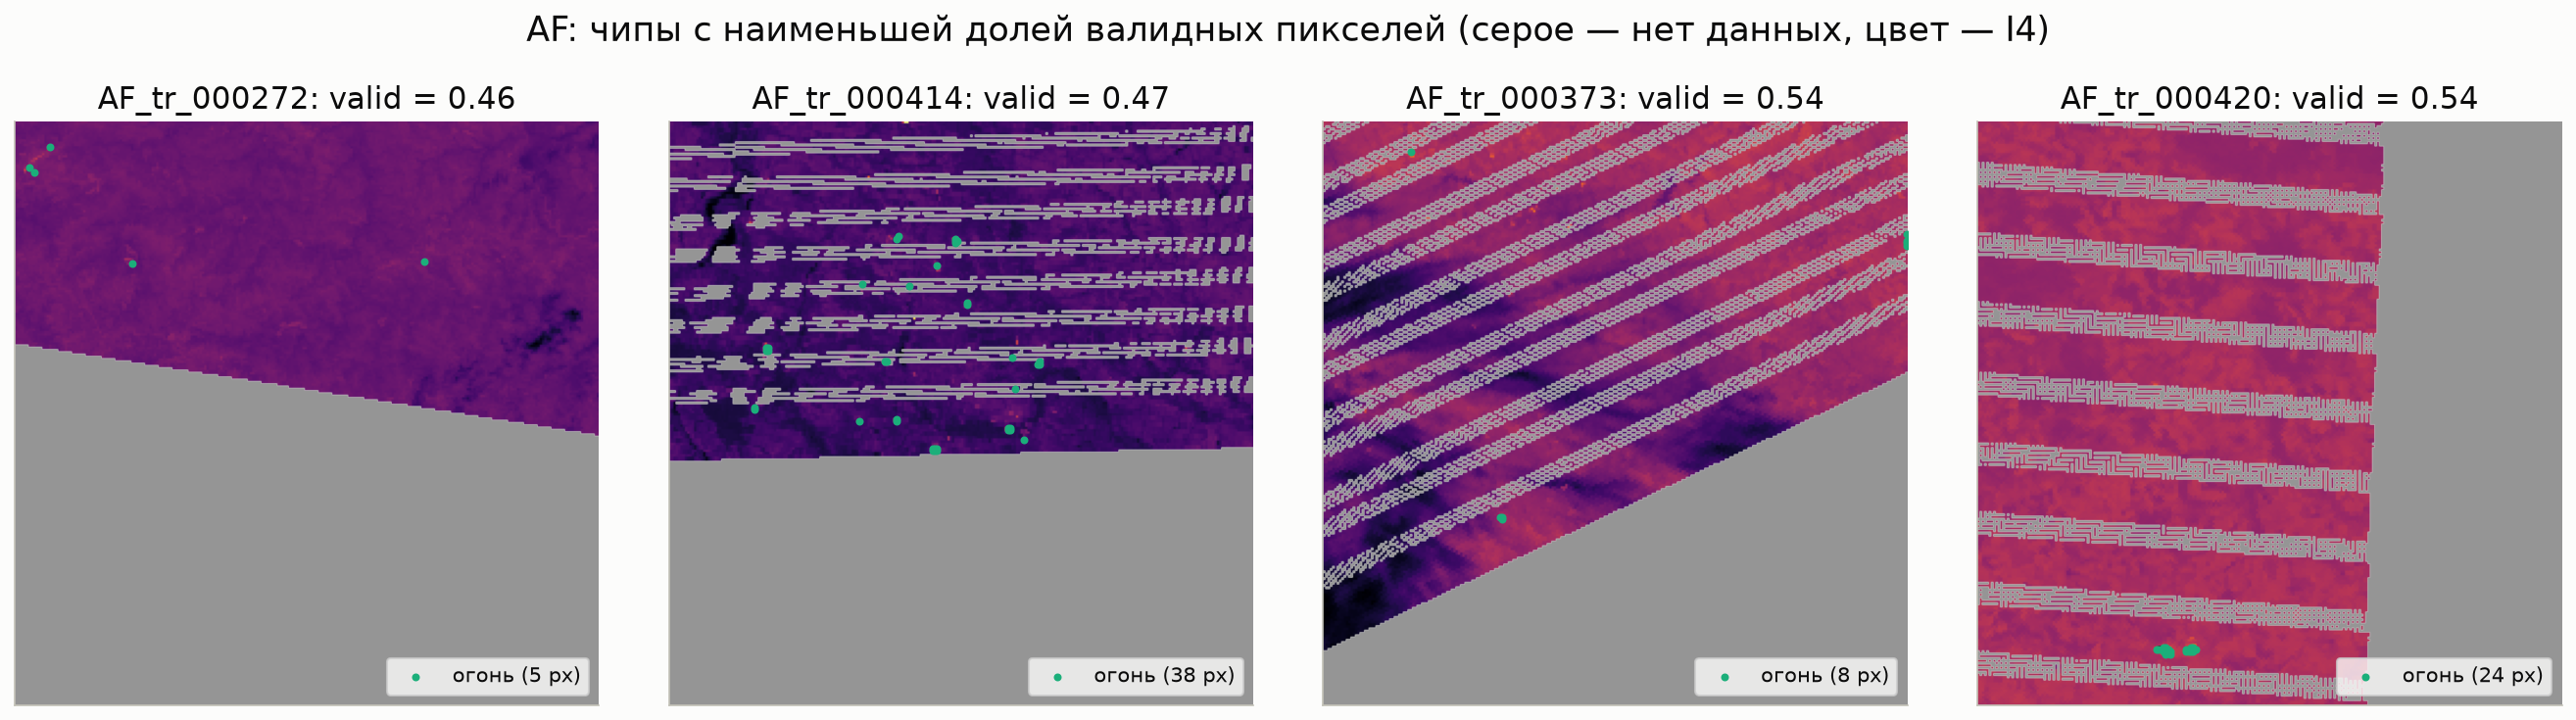 AF: чипы с наименьшей долей валидных пикселей (серое — нет данных, цвет — I4)
AF_tr_000272: valid = 0.46
AF_tr_000414: valid = 0.47
AF_tr_000373: valid = 0.54
AF_tr_000420: valid = 0.54
огонь (5 px)
огонь (38 px)
огонь (8 px)
огонь (24 px)